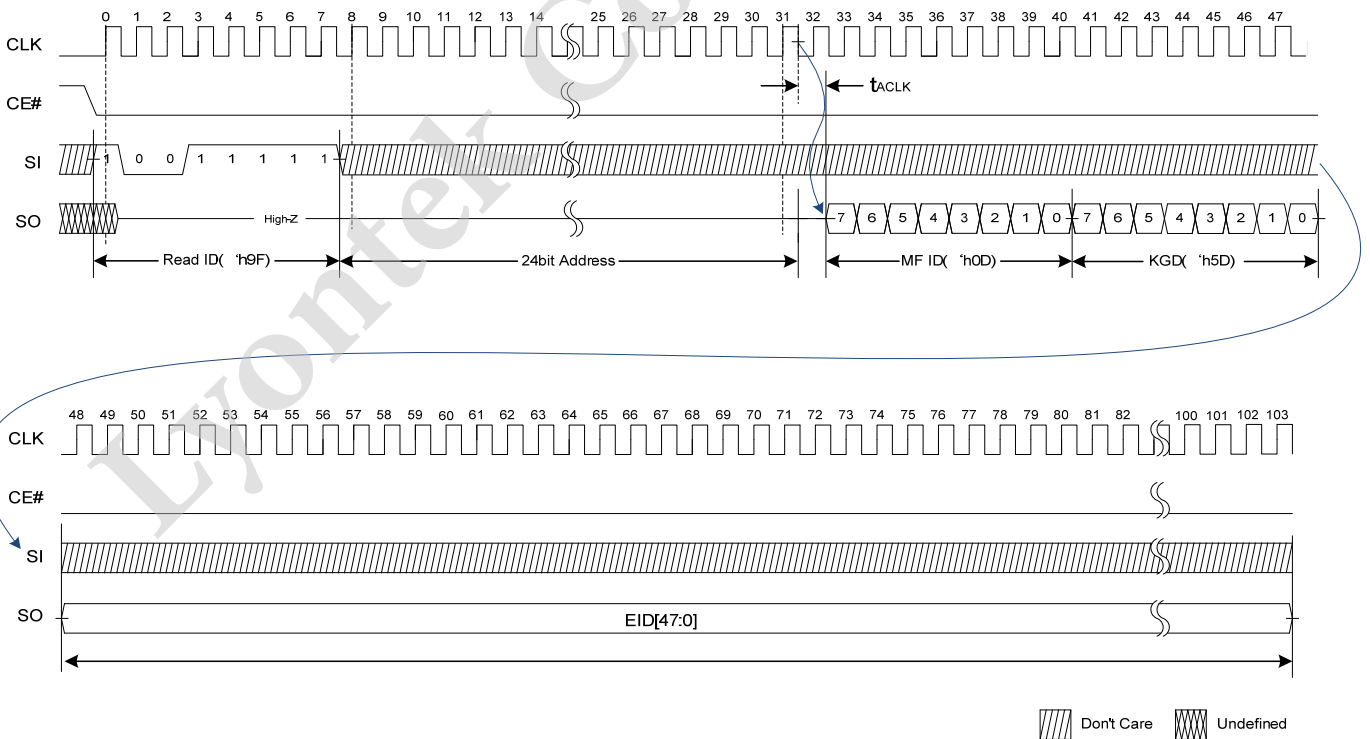 0 1 2 3 4 5 6 7 8 9 10 11 12 13 14 25 26 27 28 29 30 31 32 33 34 35 36 37 38 39 40 41 42 43 44 45 46 47
CLK
tACLK
CE#
SI 1 0 0 1 1 1 1 1
SO High-Z 7 6 5 4 3 2 1 0 7 6 5 4 3 2 1 0
Read ID( ‘h9F) 24bit Address MF ID( ‘h0D) KGD( ‘h5D)
48 49 50 51 52 53 54 55 56 57 58 59 60 61 62 63 64 65 66 67 68 69 70 71 72 73 74 75 76 77 78 79 80 81 82 100 101 102 103
CLK
CE#
SI
SO EID[47:0]
Don't Care Undefined
Lyontek Co